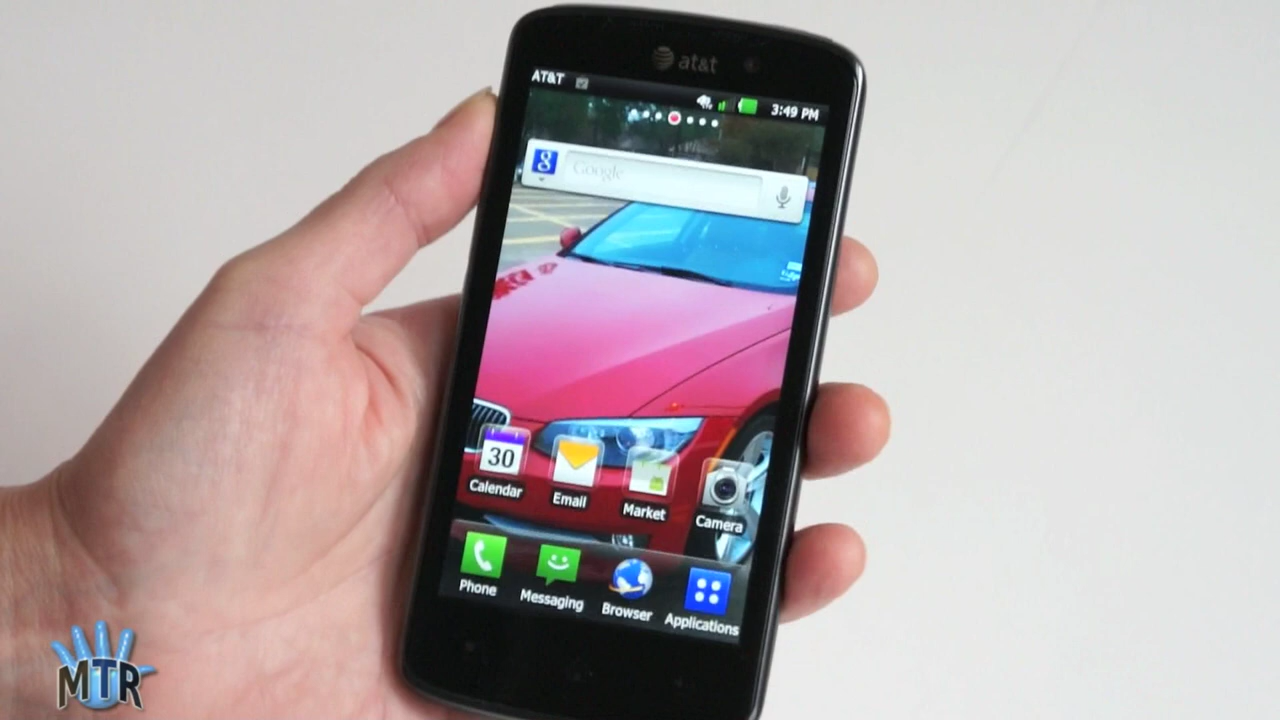 at&t
AT&T
3:49 PM
g
Google
30
Calendar
Email
Market
Camera
Phone
Messaging
Browser
Applications
MTR